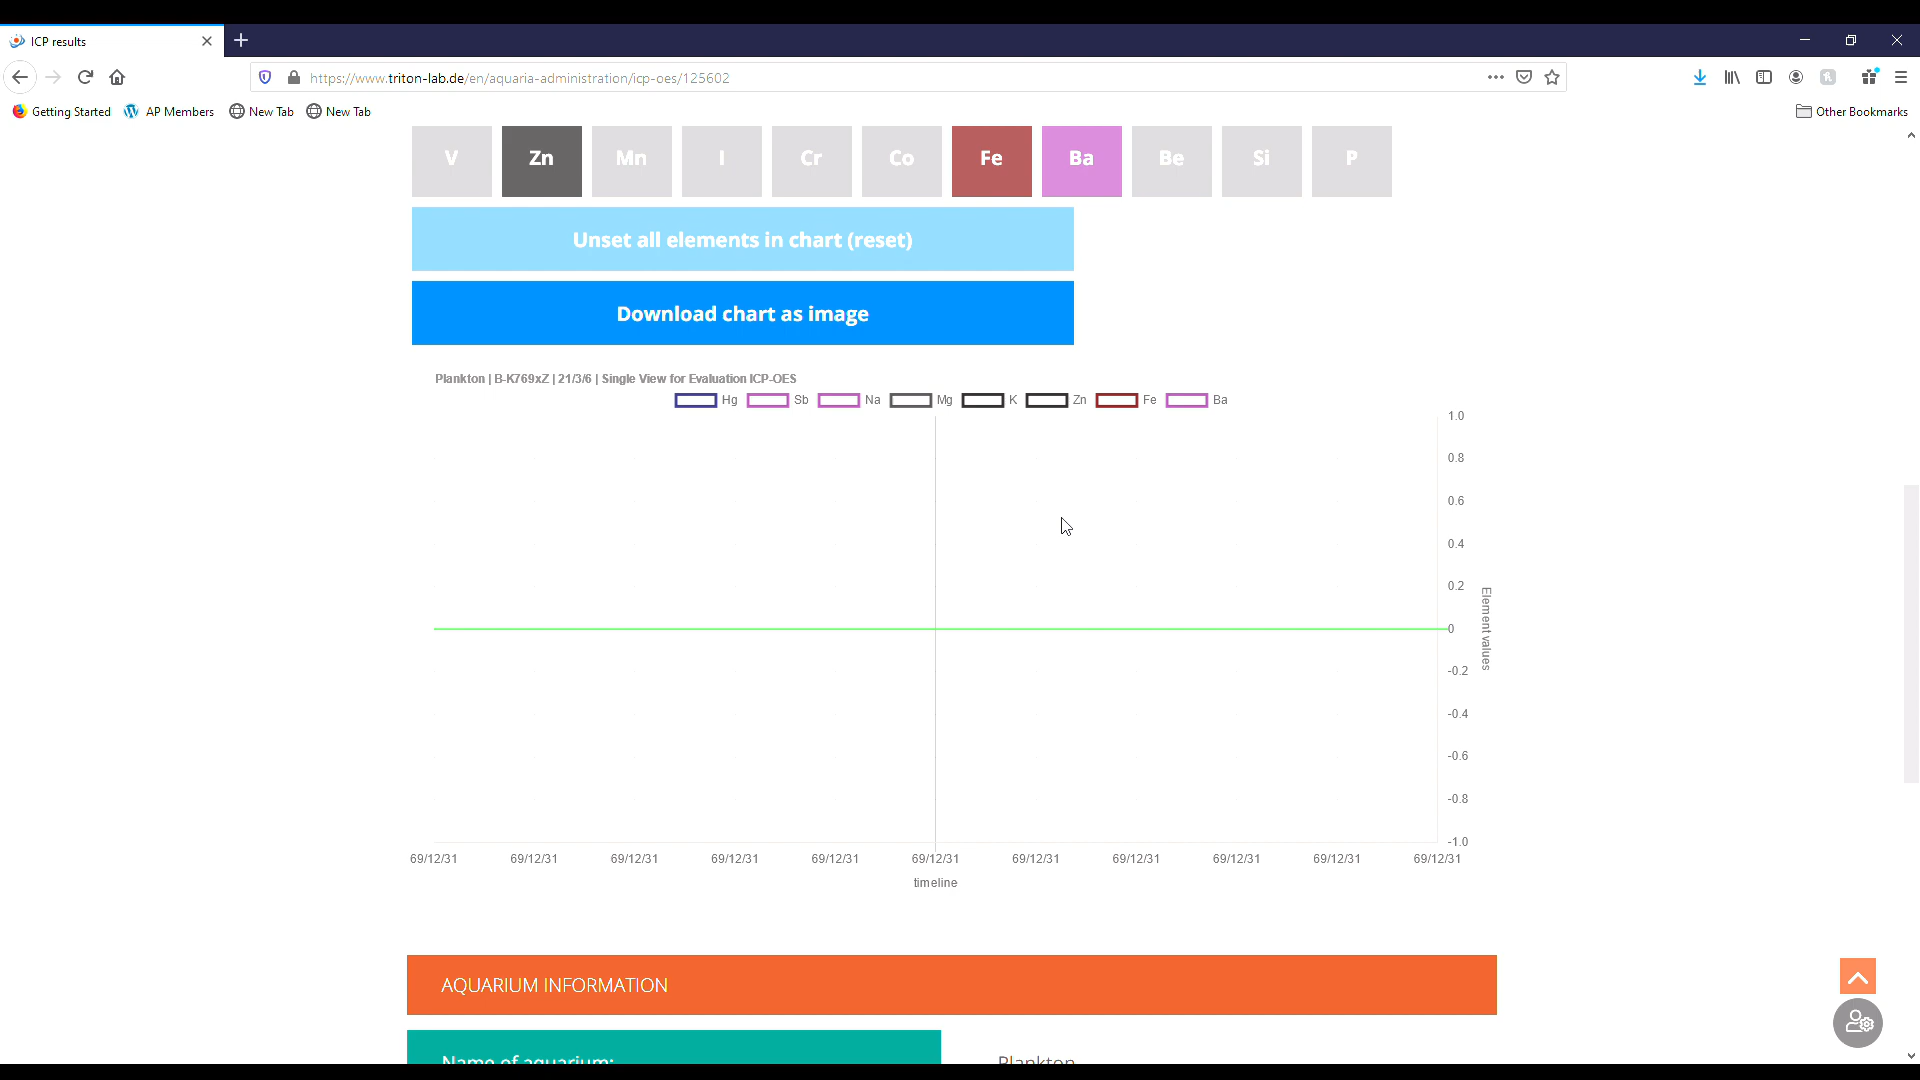 ICP results
https://www.triton-lab.de/en/aquaria-administration/icp-oes/125602
Getting Started AP Members New Tab New Tab Other Bookmarks
V Zn Mn I Cr Co Fe Ba Be Si P
Unset all elements in chart (reset)
Download chart as image
Plankton | B-K769xZ | 21/3/6 | Single View for Evaluation ICP-OES
Hg Sb Na Mg K Zn Fe Ba
1.0
0.8
0.6
0.4
0.2
0
-0.2
-0.4
-0.6
-0.8
-1.0
Element values
69/12/31 69/12/31 69/12/31 69/12/31 69/12/31 69/12/31 69/12/31 69/12/31 69/12/31 69/12/31 69/12/31
timeline
AQUARIUM INFORMATION
Name of aquarium: Plankton